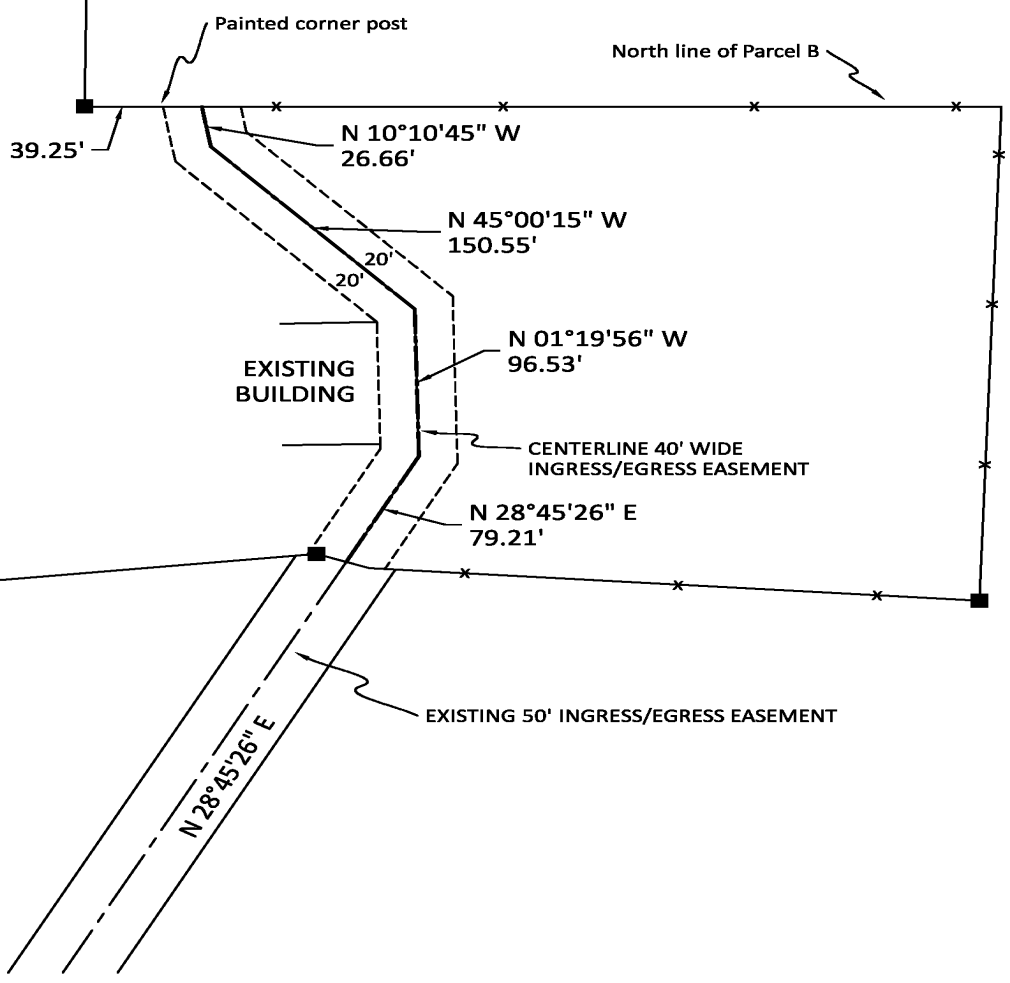 Painted corner post
North line of Parcel B
39.25'
N 10°10'45" W
26.66'
N 45°00'15" W
150.55'
20'
20'
N 01°19'56" W
96.53'
EXISTING
BUILDING
CENTERLINE 40' WIDE
INGRESS/EGRESS EASEMENT
N 28°45'26" E
79.21'
EXISTING 50' INGRESS/EGRESS EASEMENT
N 28°45'26" E